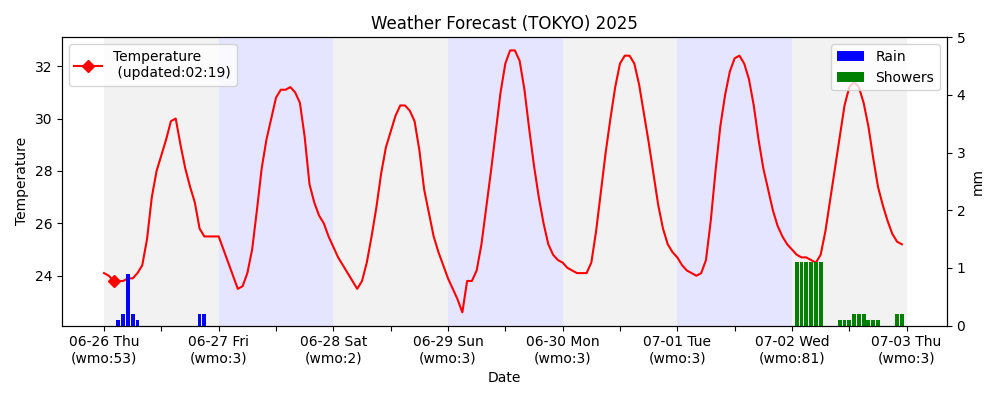 Weather Forecast (TOKYO) 2025
Temperature
(updated:02:19)
Rain
Showers
Temperature
32
30
28
26
24
5
4
3
2
1
0
mm
06-26 Thu
(wmo:53)
06-27 Fri
(wmo:3)
06-28 Sat
(wmo:2)
06-29 Sun
(wmo:3)
06-30 Mon
(wmo:3)
07-01 Tue
(wmo:3)
07-02 Wed
(wmo:81)
07-03 Thu
(wmo:3)
Date